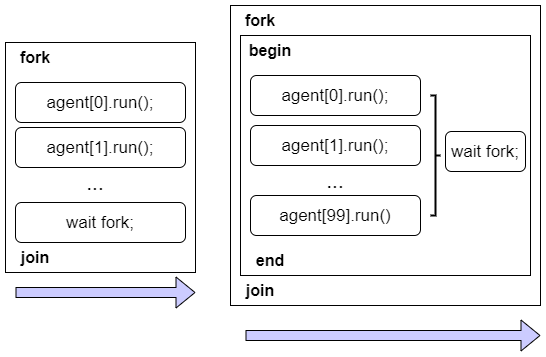 fork
agent[0].run();
agent[1].run();
...
wait fork;
join
fork
begin
agent[0].run();
agent[1].run();
...
agent[99].run()
wait fork;
end
join